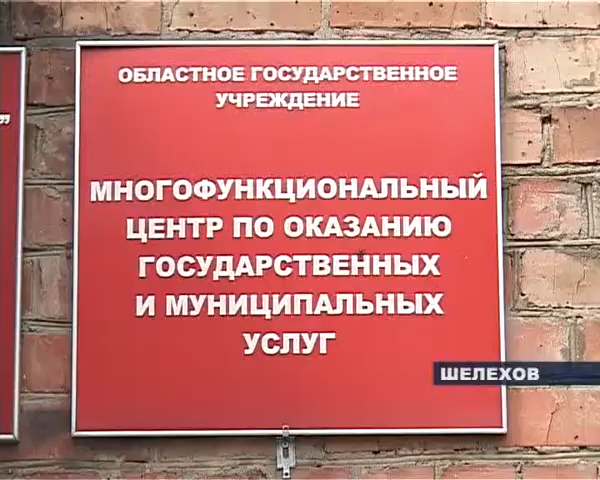 ОБЛАСТНОЕ ГОСУДАРСТВЕННОЕ
УЧРЕЖДЕНИЕ
МНОГОФУНКЦИОНАЛЬНЫЙ
ЦЕНТР ПО ОКАЗАНИЮ
ГОСУДАРСТВЕННЫХ
И МУНИЦИПАЛЬНЫХ
УСЛУГ
ШЕЛЕХОВ